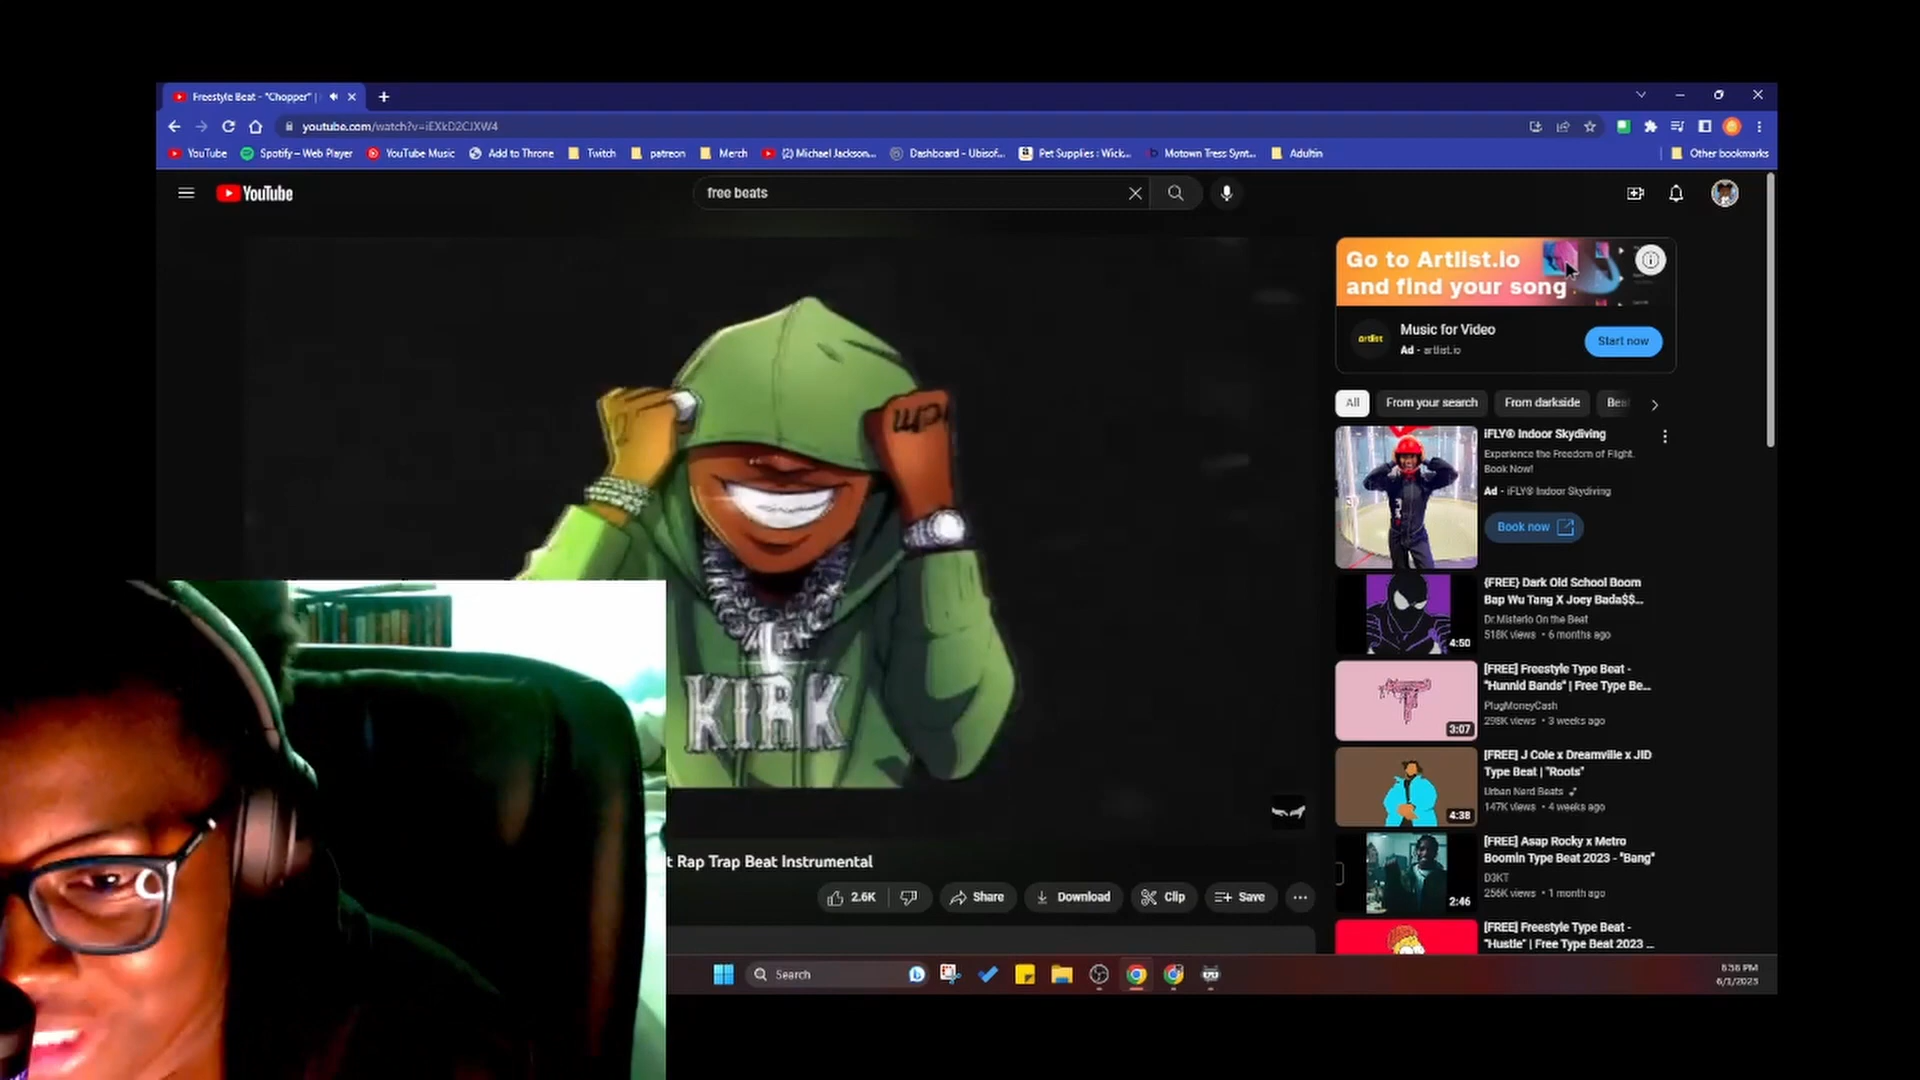 Freestyle Beat - "Chopper" |
youtube.com/watch?v=iEXkD2CJXW4
YouTube
Spotify – Web Player
YouTube Music
Add to Throne
Twitch
patreon
Merch
(2) Michael Jackson...
Dashboard - Ubisof...
Pet Supplies : Wick...
Motown Tress Synt...
Adultin
Other bookmarks
YouTube
free beats
KIRK
Go to Artlist.io
and find your song
artlist
Music for Video
Ad - artlist.io
Start now
All
From your search
From darkside
Bea
iFLY® Indoor Skydiving
Experience the Freedom of Flight.
Book Now!
Ad - iFLY® Indoor Skydiving
Book now
{FREE} Dark Old School Boom
Bap Wu Tang X Joey Bada$$...
Dr.Misterlo On the Beat
518K views • 6 months ago
4:50
[FREE] Freestyle Type Beat -
"Hunnid Bands" | Free Type Be...
PlugMoneyCash
298K views • 3 weeks ago
3:07
[FREE] J Cole x Dreamville x JID
Type Beat | "Roots"
Urban Nerd Beats
147K views • 4 weeks ago
4:38
[FREE] Asap Rocky x Metro
Boomin Type Beat 2023 - "Bang"
D3KT
256K views • 1 month ago
2:46
[FREE] Freestyle Type Beat -
"Hustle" | Free Type Beat 2023 ...
t Rap Trap Beat Instrumental
2.6K
Share
Download
Clip
Save
Search
6/1/2023